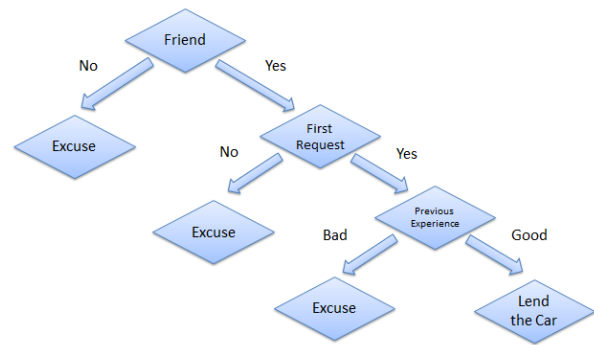 Friend
No
Yes
Excuse
First
Request
No
Yes
Excuse
Previous
Experience
Bad
Good
Excuse
Lend
the Car